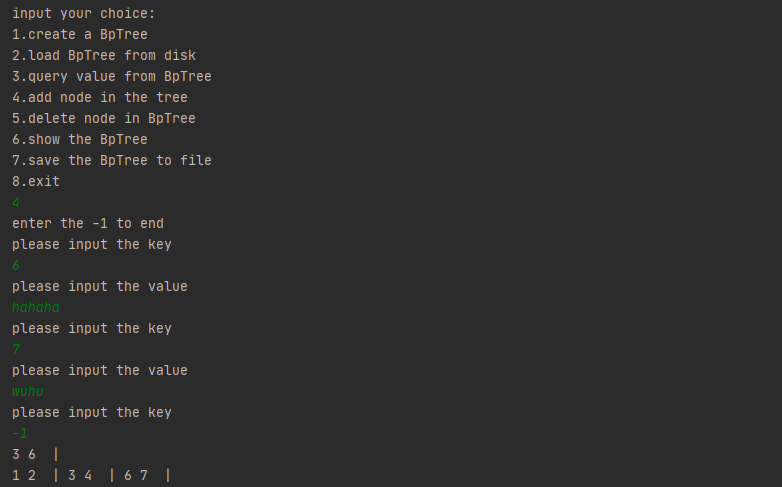 input your choice:
1.create a BpTree
2.load BpTree from disk
3.query value from BpTree
4.add node in the tree
5.delete node in BpTree
6.show the BpTree
7.save the BpTree to file
8.exit
4
enter the -1 to end
please input the key
6
please input the value
hahaha
please input the key
7
please input the value
wuhu
please input the key
-1
3 6  |
1 2  | 3 4  | 6 7  |